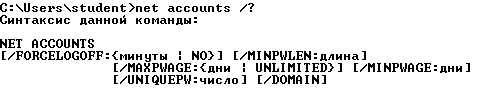 C:\Users\student>net accounts /?
Синтаксис данной команды:
NET ACCOUNTS
[/FORCELOGOFF:{минуты ¦ NO}] [/MINPWLEN:длина]
[/MAXPWAGE:{дни ¦ UNLIMITED}] [/MINPWAGE:дни]
[/UNIQUEPW:число] [/DOMAIN]